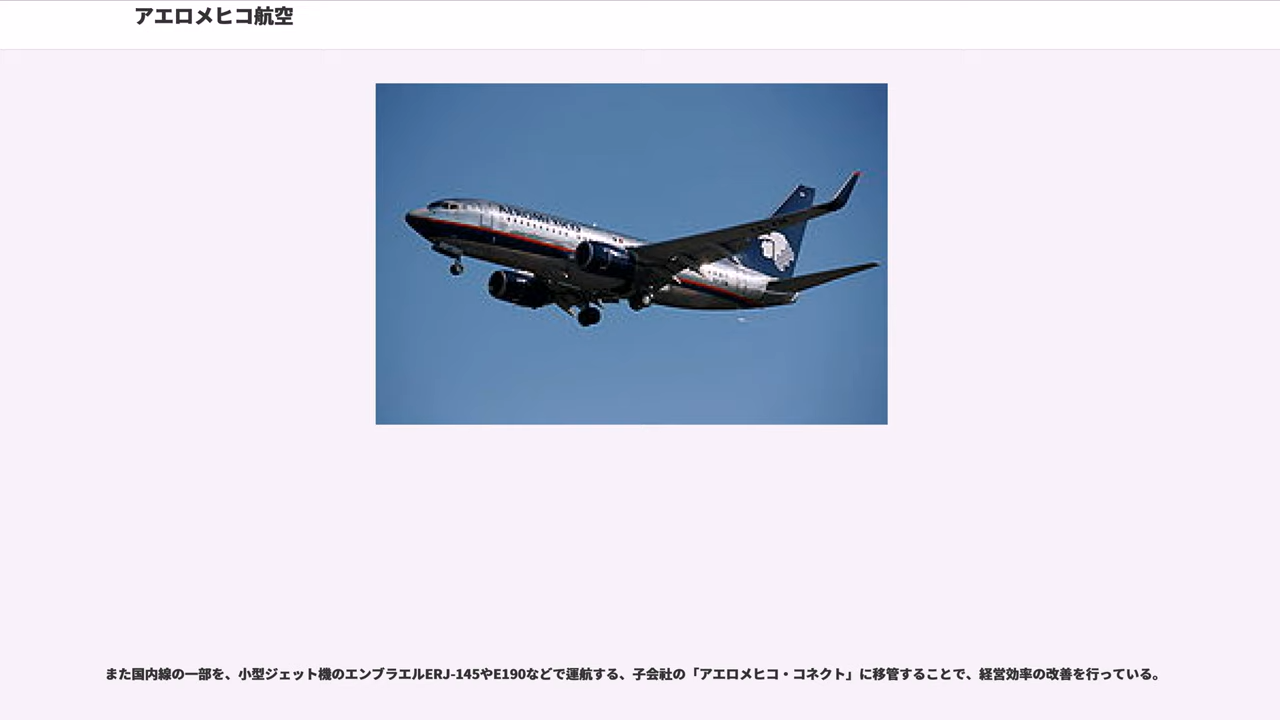 アエロメヒコ航空
また国内線の一部を、小型ジェット機のエンブラエルERJ-145やE190などで運航する、子会社の「アエロメヒコ・コネクト」に移管することで、経営効率の改善を行っている。